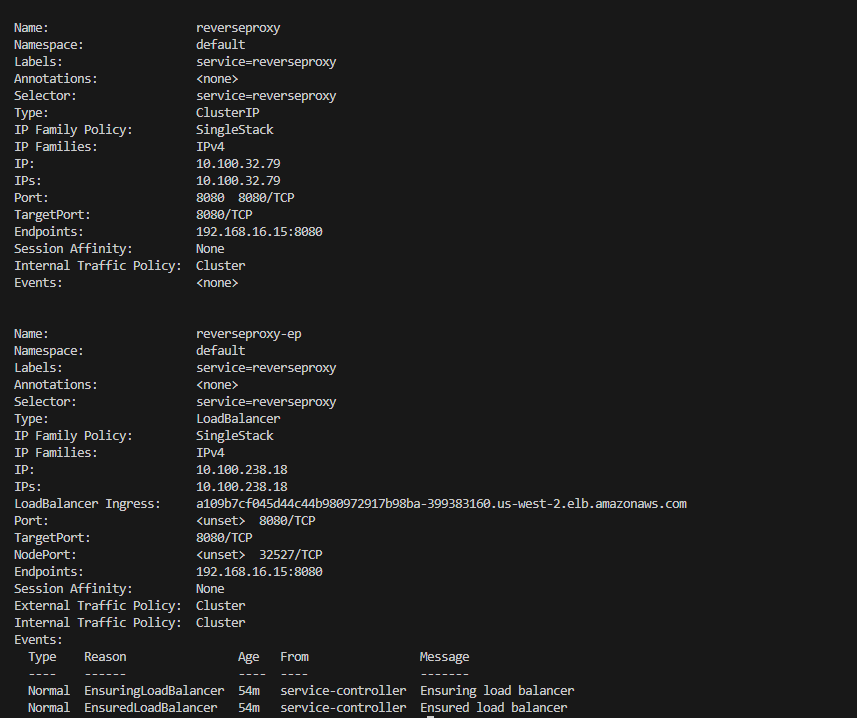 Name:                     reverseproxy
Namespace:                default
Labels:                   service=reverseproxy
Annotations:              <none>
Selector:                 service=reverseproxy
Type:                     ClusterIP
IP Family Policy:         SingleStack
IP Families:              IPv4
IP:                       10.100.32.79
IPs:                      10.100.32.79
Port:                     8080  8080/TCP
TargetPort:               8080/TCP
Endpoints:                192.168.16.15:8080
Session Affinity:         None
Internal Traffic Policy:  Cluster
Events:                   <none>
Name:                     reverseproxy-ep
Namespace:                default
Labels:                   service=reverseproxy
Annotations:              <none>
Selector:                 service=reverseproxy
Type:                     LoadBalancer
IP Family Policy:         SingleStack
IP Families:              IPv4
IP:                       10.100.238.18
IPs:                      10.100.238.18
LoadBalancer Ingress:     a109b7cf045d44c44b980972917b98ba-399383160.us-west-2.elb.amazonaws.com
Port:                     <unset>  8080/TCP
TargetPort:               8080/TCP
NodePort:                 <unset>  32527/TCP
Endpoints:                192.168.16.15:8080
Session Affinity:         None
External Traffic Policy:  Cluster
Internal Traffic Policy:  Cluster
Events:
  Type    Reason                Age   From                Message
  ----    ------                ----  ----                -------
  Normal  EnsuringLoadBalancer  54m   service-controller  Ensuring load balancer
  Normal  EnsuredLoadBalancer   54m   service-controller  Ensured load balancer